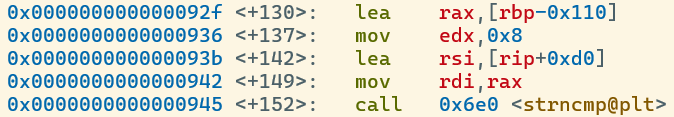 0x000000000000092f <+130>: lea rax,[rbp-0x110]
0x0000000000000936 <+137>: mov edx,0x8
0x000000000000093b <+142>: lea rsi,[rip+0xd0]
0x0000000000000942 <+149>: mov rdi,rax
0x0000000000000945 <+152>: call 0x6e0 <strncmp@plt>